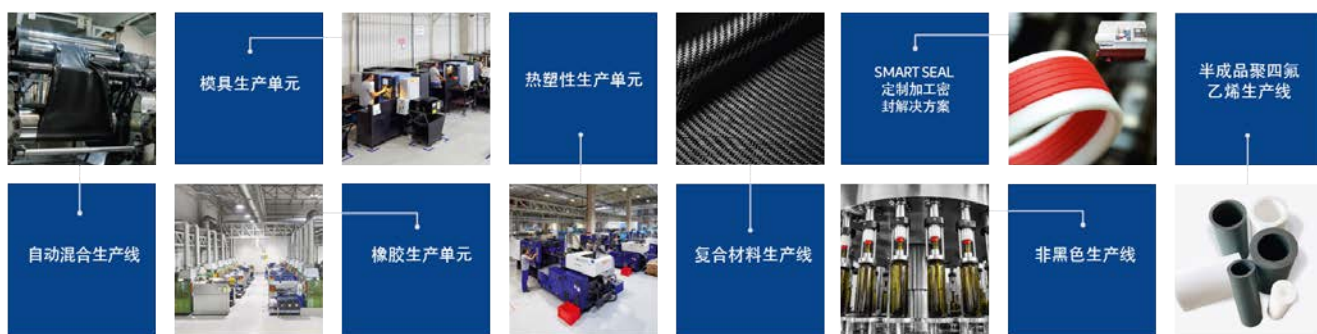 模具生产单元
热塑性生产单元
SMART SEAL
定制加工密
封解决方案
半成品聚四氟
乙烯生产线
自动混合生产线
橡胶生产单元
复合材料生产线
非黑色生产线